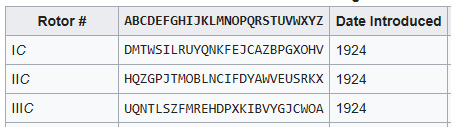 Rotor # ABCDEFGHIJKLMNOPQRSTUVWXYZ Date Introduced
IC DMTWSILRUYQNKFEJCAZBPGXOHV 1924
IIC HQZGPJTMOBLNCIFDYAWVEUSRKX 1924
IIIC UQNTLSZFMREHDPXKIBVYGJCWOA 1924